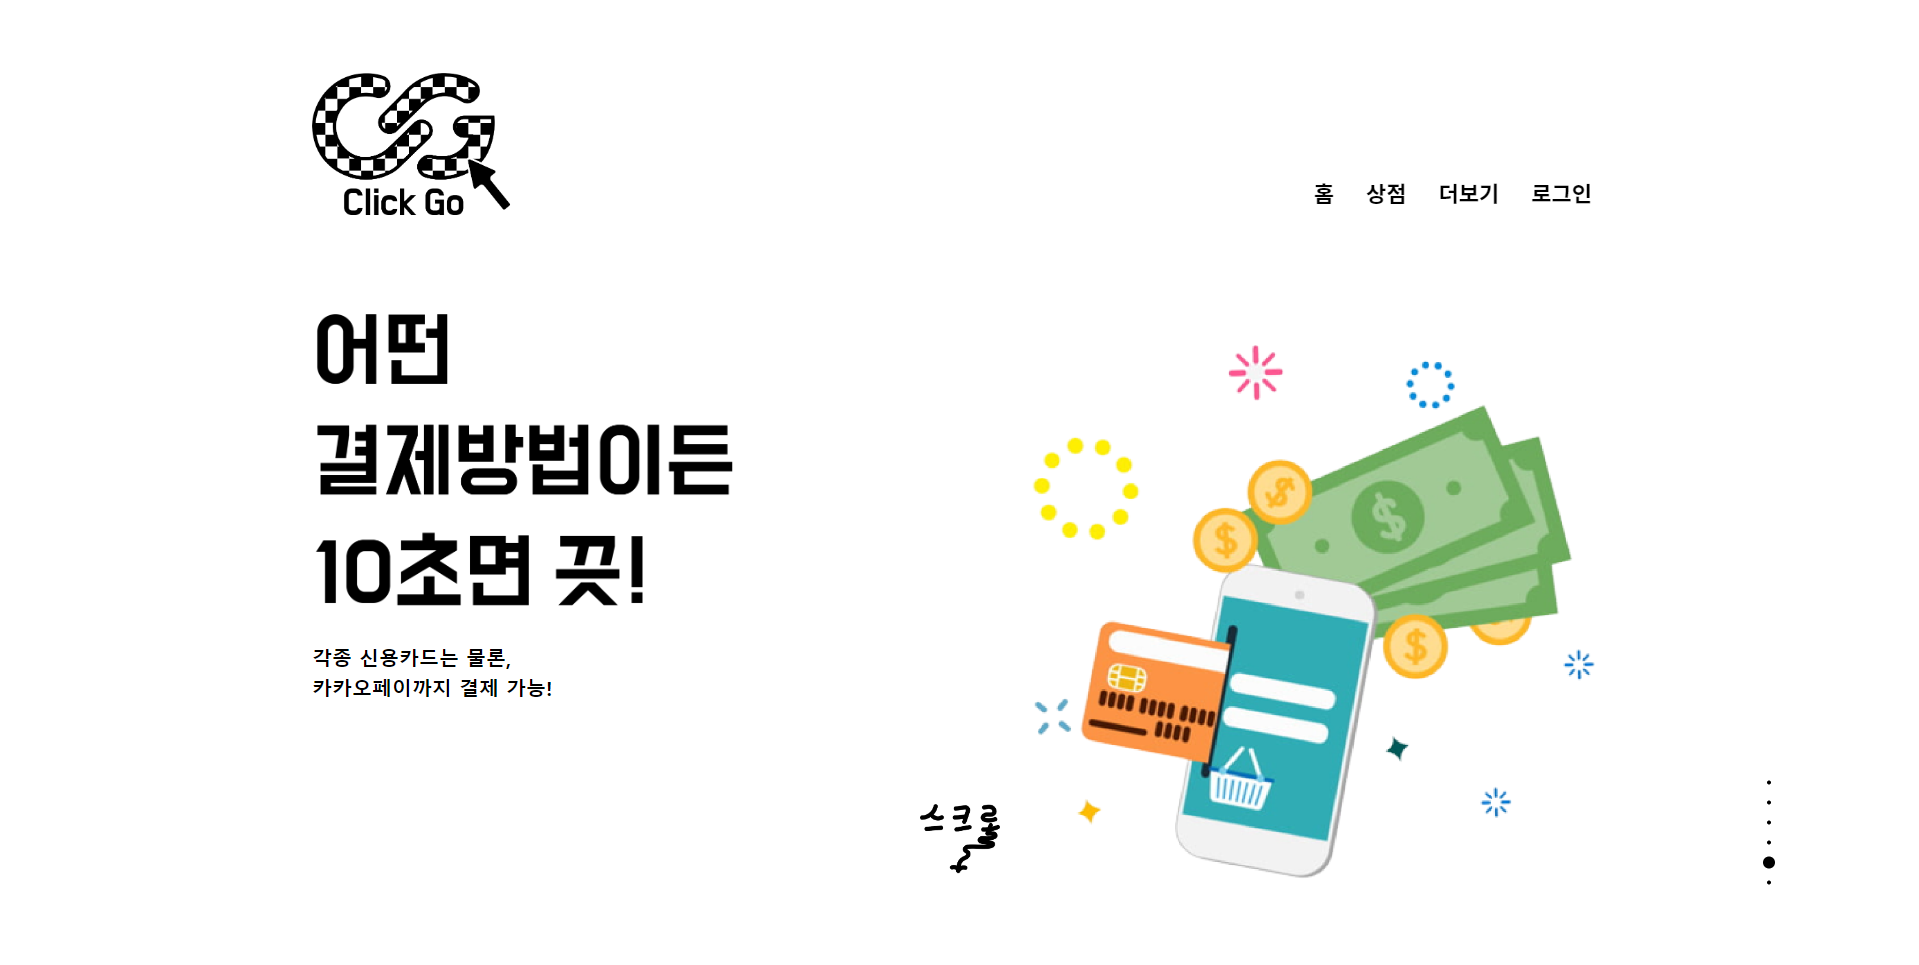 CG
Click Go
홈 상점 더보기 로그인
어떤
결제방법이든
10초면 끗!
각종 신용카드는 물론,
카카오페이까지 결제 가능!
스크롤